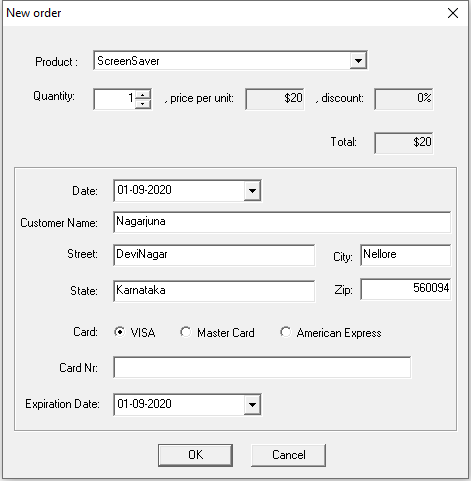 New order
Product : ScreenSaver
Quantity: 1 , price per unit: $20 , discount: 0%
Total: $20
Date: 01-09-2020
Customer Name: Nagarjuna
Street: DeviNagar City: Nellore
State: Karnataka Zip: 560094
Card: VISA Master Card American Express
Card Nr:
Expiration Date: 01-09-2020
OK Cancel